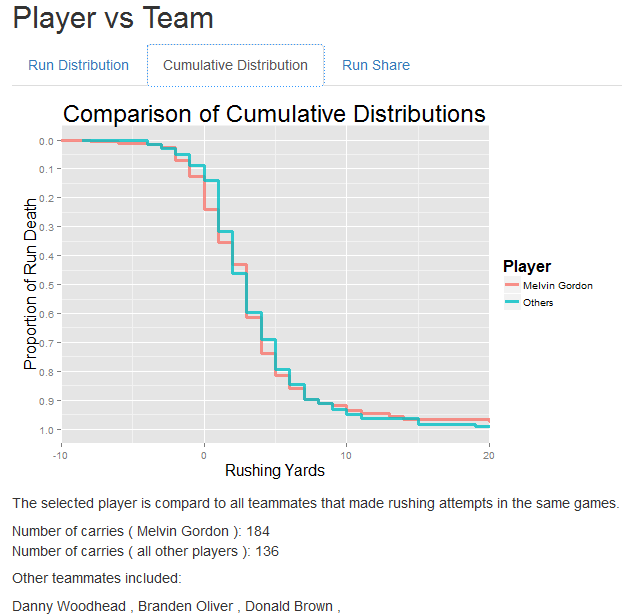 Player vs Team
Run Distribution Cumulative Distribution Run Share
Comparison of Cumulative Distributions
Proportion of Run Death
0.0
0.1
0.2
0.3
0.4
0.5
0.6
0.7
0.8
0.9
1.0
-10 0 10 20
Rushing Yards
Player
Melvin Gordon
Others
The selected player is compard to all teammates that made rushing attempts in the same games.
Number of carries ( Melvin Gordon ): 184
Number of carries ( all other players ): 136
Other teammates included:
Danny Woodhead , Branden Oliver , Donald Brown ,